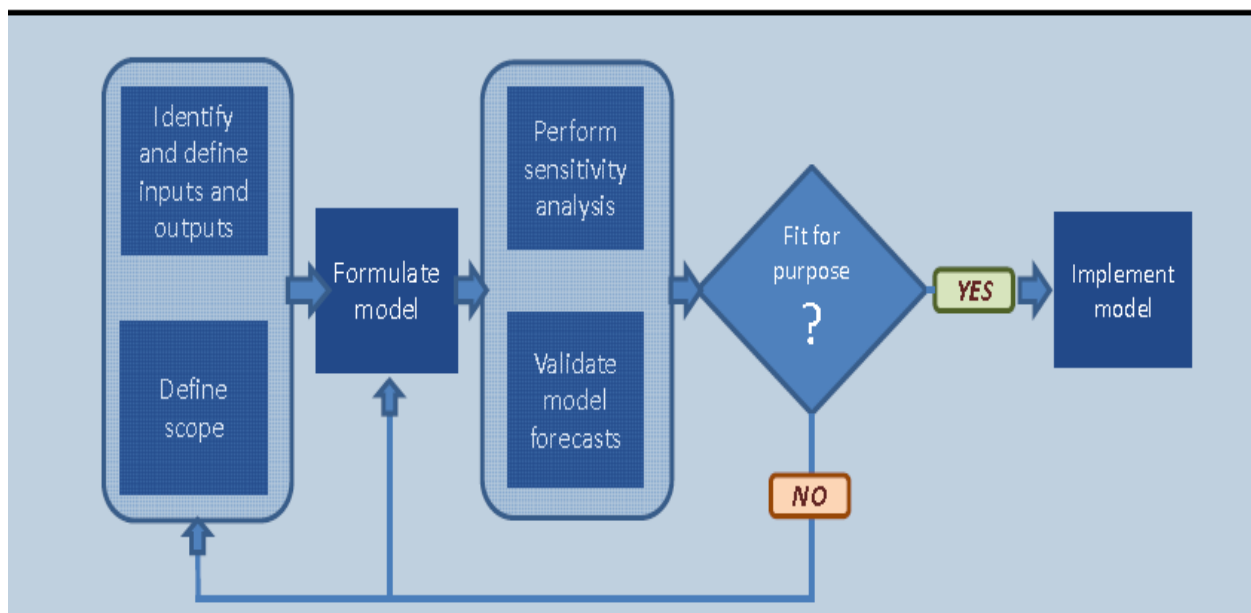 Identify
and define
inputs and
outputs
Define
scope
Formulate
model
Perform
sensitivity
analysis
Validate
model
forecasts
Fit for
purpose
?
YES
NO
Implement
model